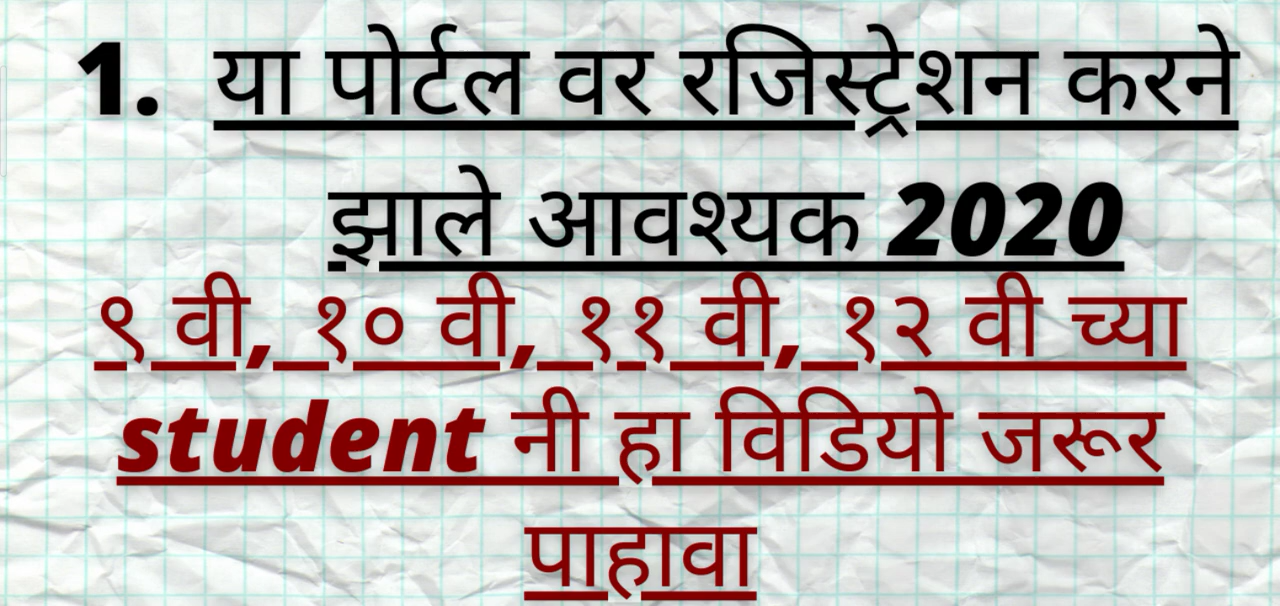 1. या पोर्टल वर रजिस्ट्रेशन करने
झाले आवश्यक 2020
९ वी, १० वी, ११ वी, १२ वी च्या
student नी हा विडियो जरूर
पाहावा